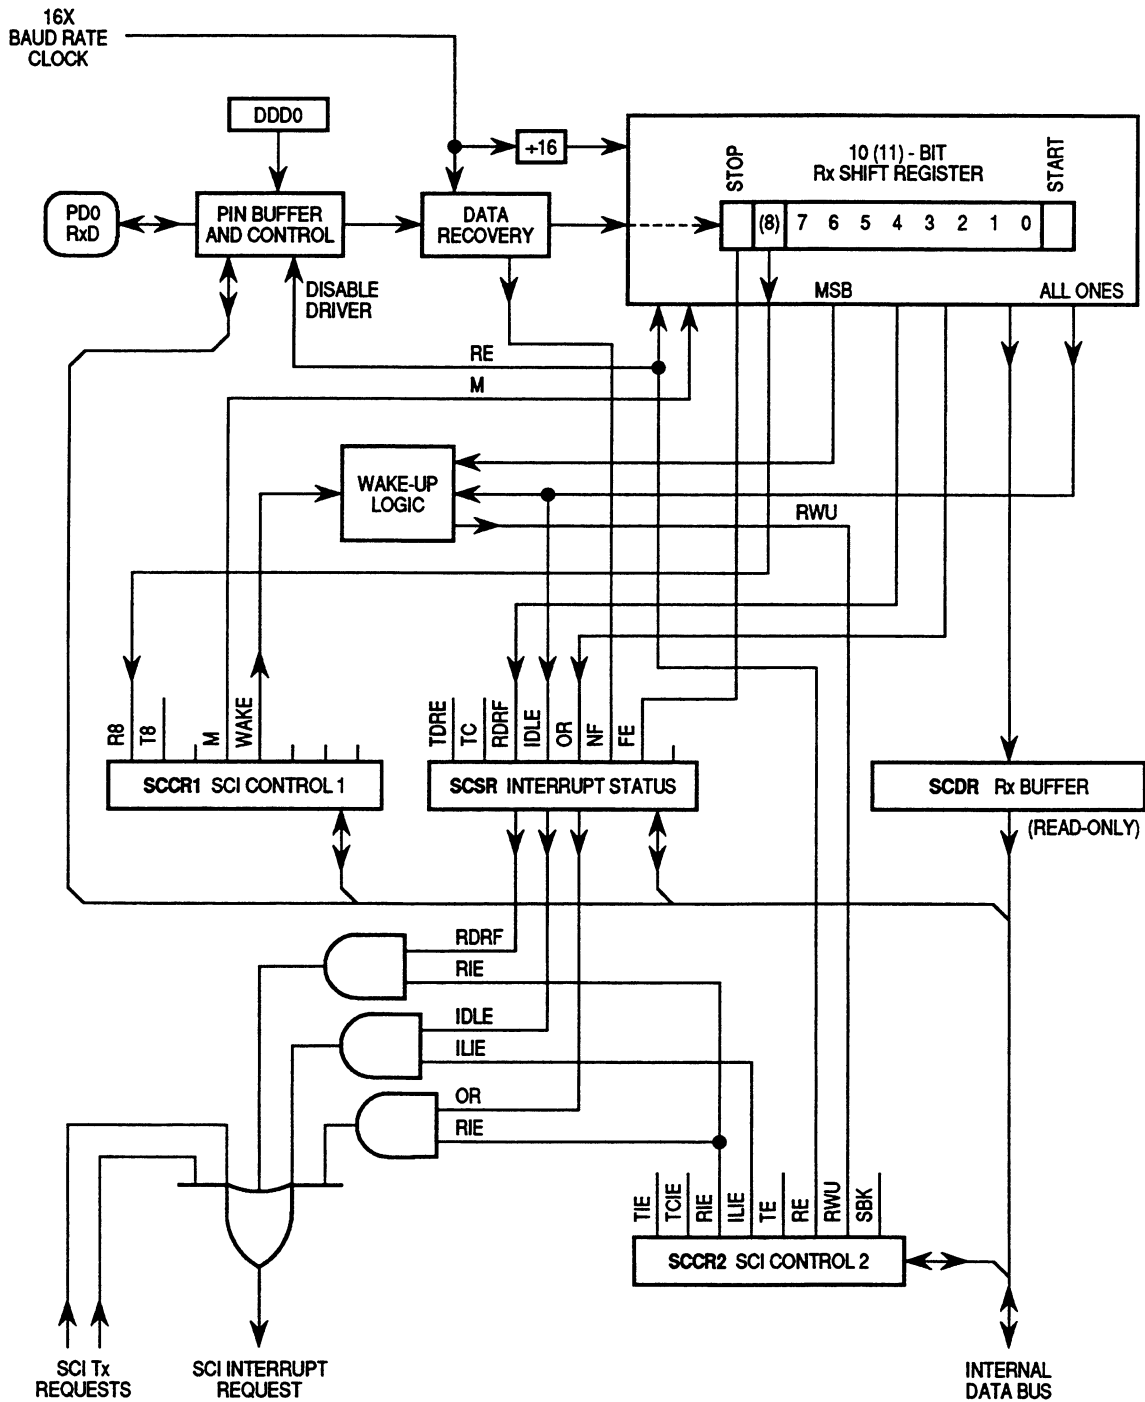 16X
BAUD RATE
CLOCK
DDD0
÷16
10 (11) - BIT
Rx SHIFT REGISTER
STOP
START
PD0
RxD
PIN BUFFER
AND CONTROL
DATA
RECOVERY
(8) 7 6 5 4 3 2 1 0
DISABLE
DRIVER
MSB
ALL ONES
RE
M
WAKE-UP
LOGIC
RWU
R8
T8
M
WAKE
TDRE
TC
RDRF
IDLE
OR
NF
FE
SCCR1 SCI CONTROL 1
SCSR INTERRUPT STATUS
SCDR Rx BUFFER
(READ-ONLY)
RDRF
RIE
IDLE
ILIE
OR
RIE
TIE
TCIE
RIE
ILIE
TE
RE
RWU
SBK
SCCR2 SCI CONTROL 2
SCI Tx
REQUESTS
SCI INTERRUPT
REQUEST
INTERNAL
DATA BUS